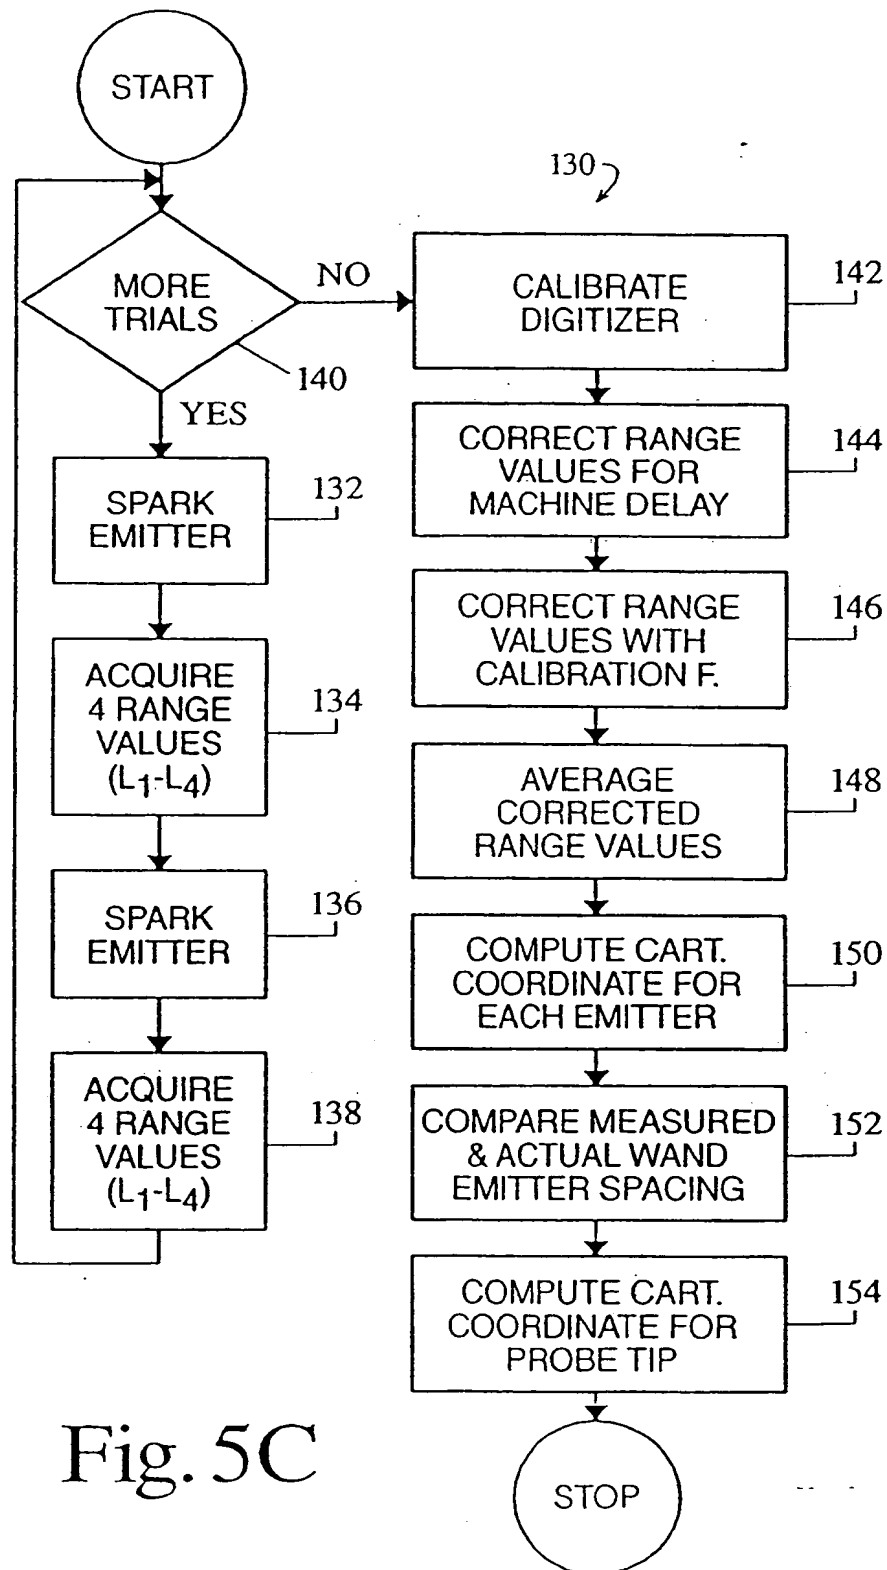 START
MORE
TRIALS
140
YES
NO
SPARK
EMITTER
132
ACQUIRE
4 RANGE
VALUES
(L1-L4)
134
SPARK
EMITTER
136
ACQUIRE
4 RANGE
VALUES
(L1-L4)
138
130
CALIBRATE
DIGITIZER
142
CORRECT RANGE
VALUES FOR
MACHINE DELAY
144
CORRECT RANGE
VALUES WITH
CALIBRATION F.
146
AVERAGE
CORRECTED
RANGE VALUES
148
COMPUTE CART.
COORDINATE FOR
EACH EMITTER
150
COMPARE MEASURED
& ACTUAL WAND
EMITTER SPACING
152
COMPUTE CART.
COORDINATE FOR
PROBE TIP
154
STOP
Fig. 5C